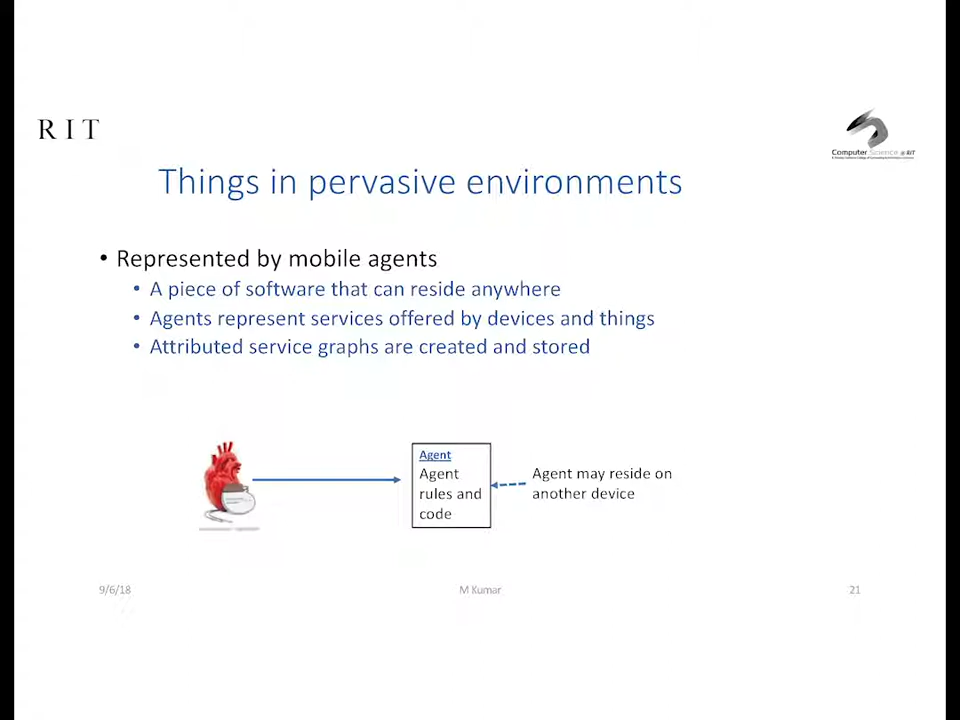 R I T
Computer Science @ RIT
Things in pervasive environments
• Represented by mobile agents
• A piece of software that can reside anywhere
• Agents represent services offered by devices and things
• Attributed service graphs are created and stored
Agent
Agent
rules and
code
Agent may reside on
another device
9/6/18
M Kumar
21